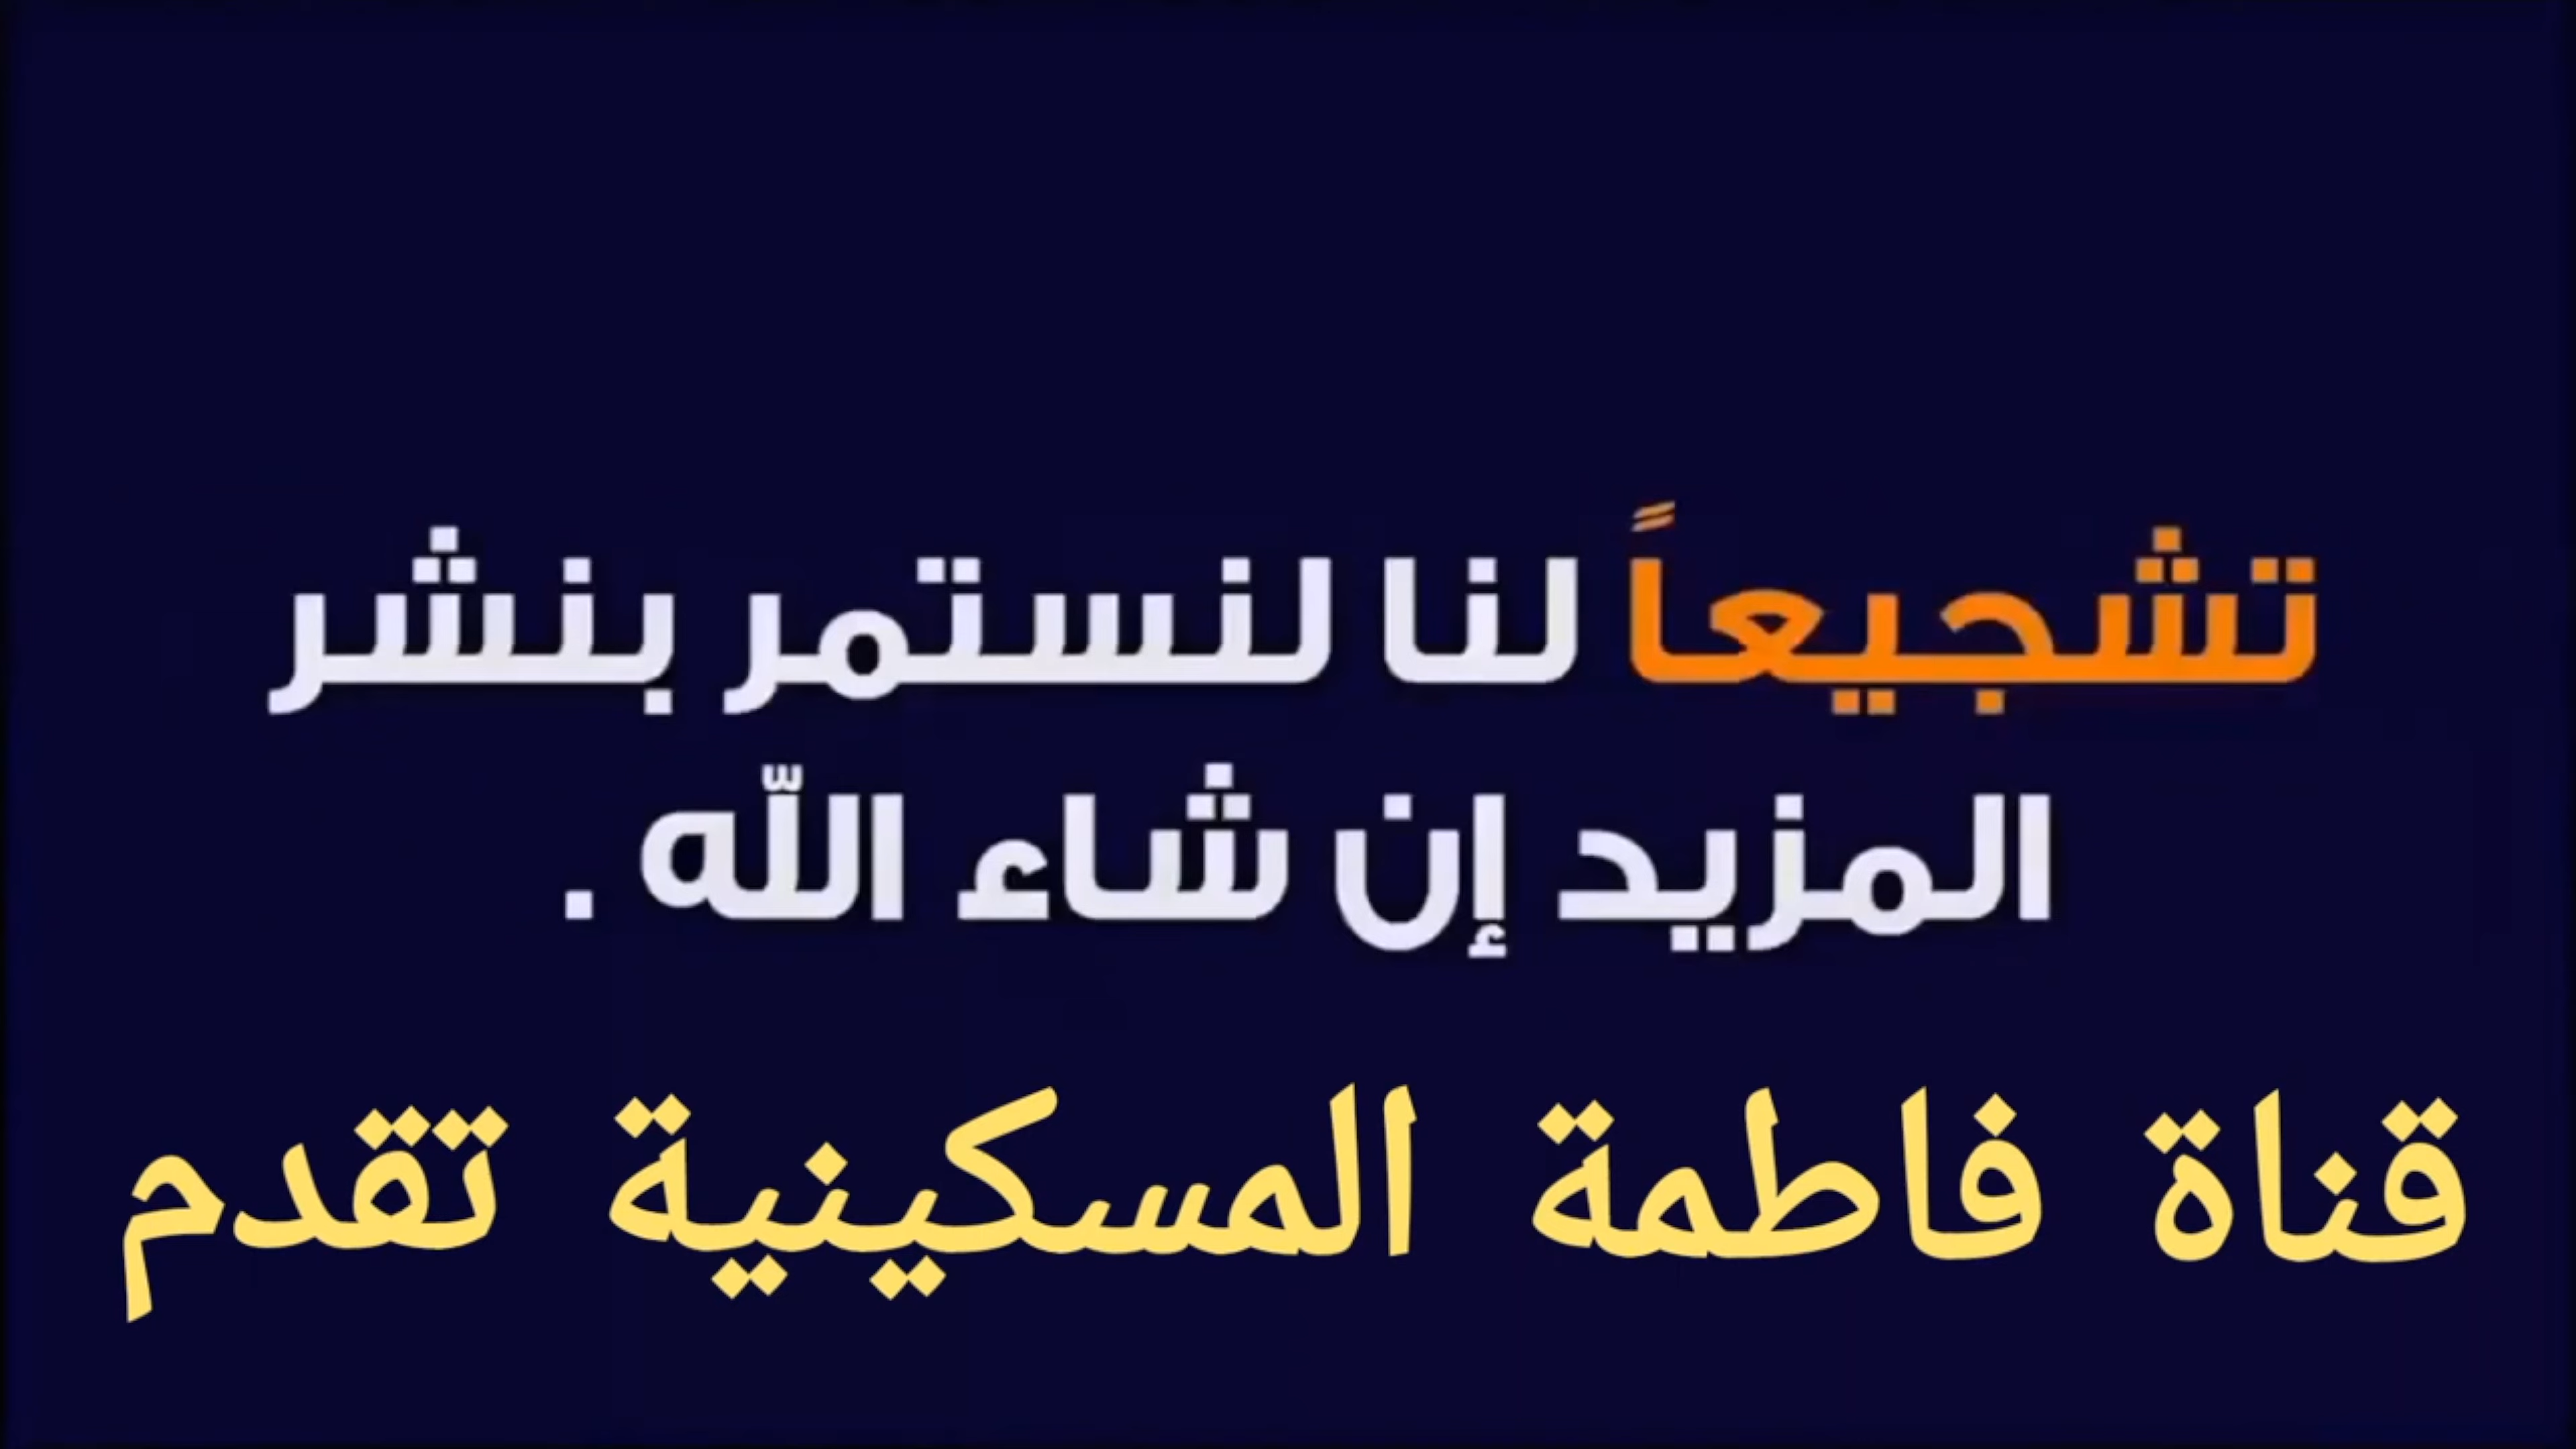 تشجيعاً لنا لنستمر بنشر
المزيد إن شاء اللّه .
قناة فاطمة المسكينية تقدم